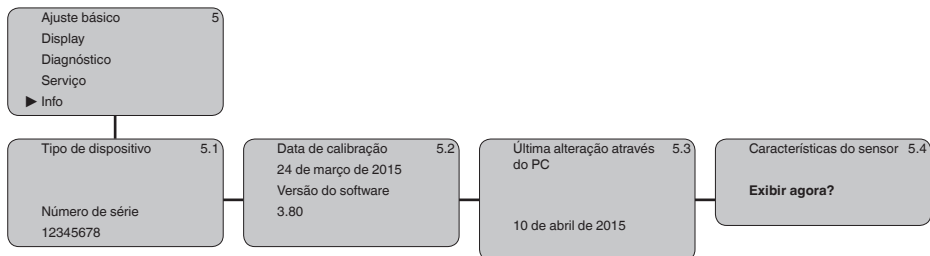 Ajuste básico 5
Display
Diagnóstico
Serviço
▶ Info
Tipo de dispositivo 5.1
Número de série
12345678
Data de calibração 5.2
24 de março de 2015
Versão do software
3.80
Última alteração através 5.3
do PC
10 de abril de 2015
Características do sensor 5.4
Exibir agora?